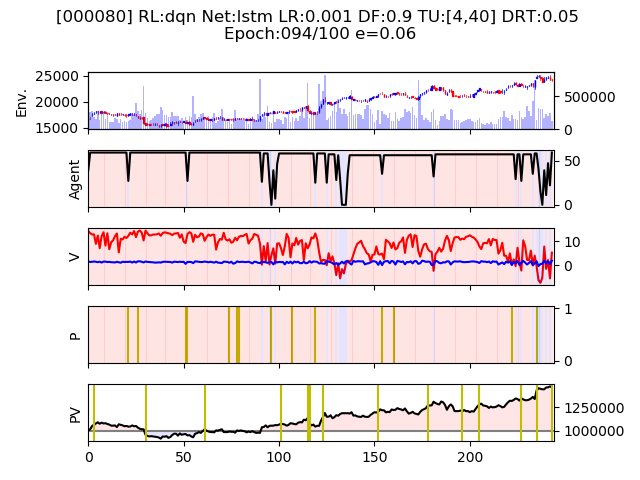 [000080] RL:dqn Net:lstm LR:0.001 DF:0.9 TU:[4,40] DRT:0.05
Epoch:094/100 e=0.06
Env.
25000
20000
15000
500000
0
Agent
50
0
V
10
0
P
1
0
PV
1250000
1000000
0 50 100 150 200